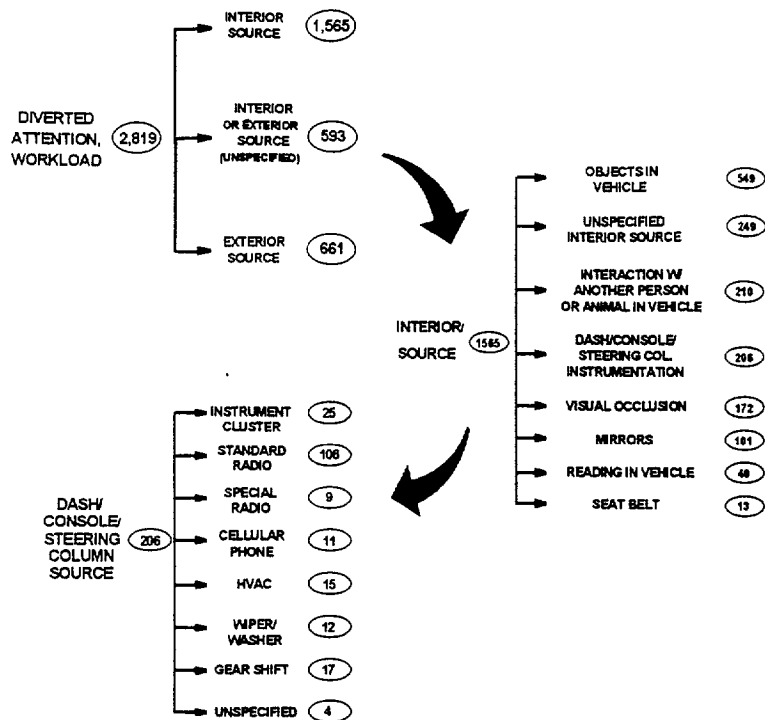 INTERIOR
SOURCE
1,565
DIVERTED
ATTENTION,
WORKLOAD
2,819
INTERIOR
OR EXTERIOR
SOURCE
(UNSPECIFIED)
593
EXTERIOR
SOURCE
661
INTERIOR/
SOURCE
1565
OBJECTS IN
VEHICLE
549
UNSPECIFIED
INTERIOR SOURCE
249
INTERACTION W/
ANOTHER PERSON
OR ANIMAL IN VEHICLE
210
DASH/CONSOLE/
STEERING COL.
INSTRUMENTATION
206
VISUAL OCCLUSION
172
MIRRORS
READING IN VEHICLE
SEAT BELT
13
DASH/
CONSOLE/
STEERING
COLUMN
SOURCE
206
INSTRUMENT
CLUSTER
25
STANDARD
RADIO
106
SPECIAL
RADIO
9
CELLULAR
PHONE
11
HVAC
15
WIPER/
WASHER
12
GEAR SHIFT
17
UNSPECIFIED
4